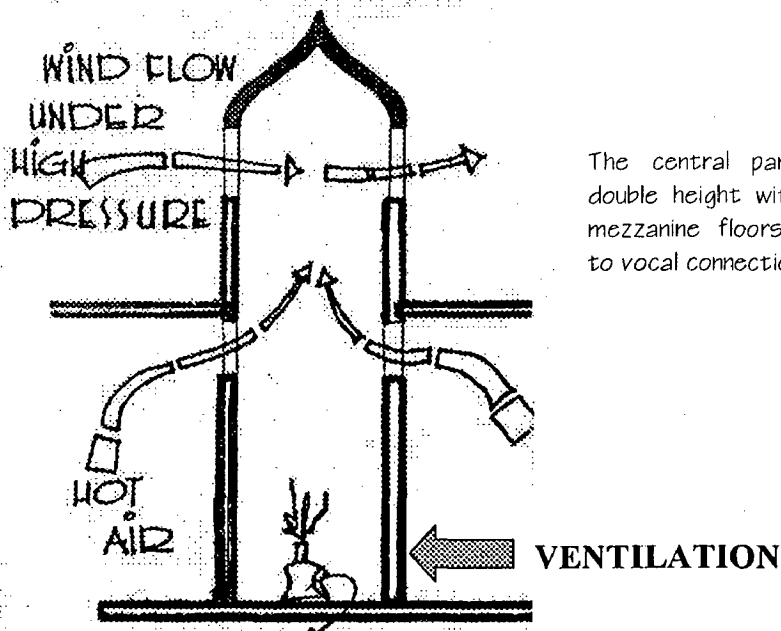 WIND FLOW
UNDER
HIGH
PRESSURE
The central par
double height wit
mezzanine floors
to vocal connectio
HOT
AIR
VENTILATION